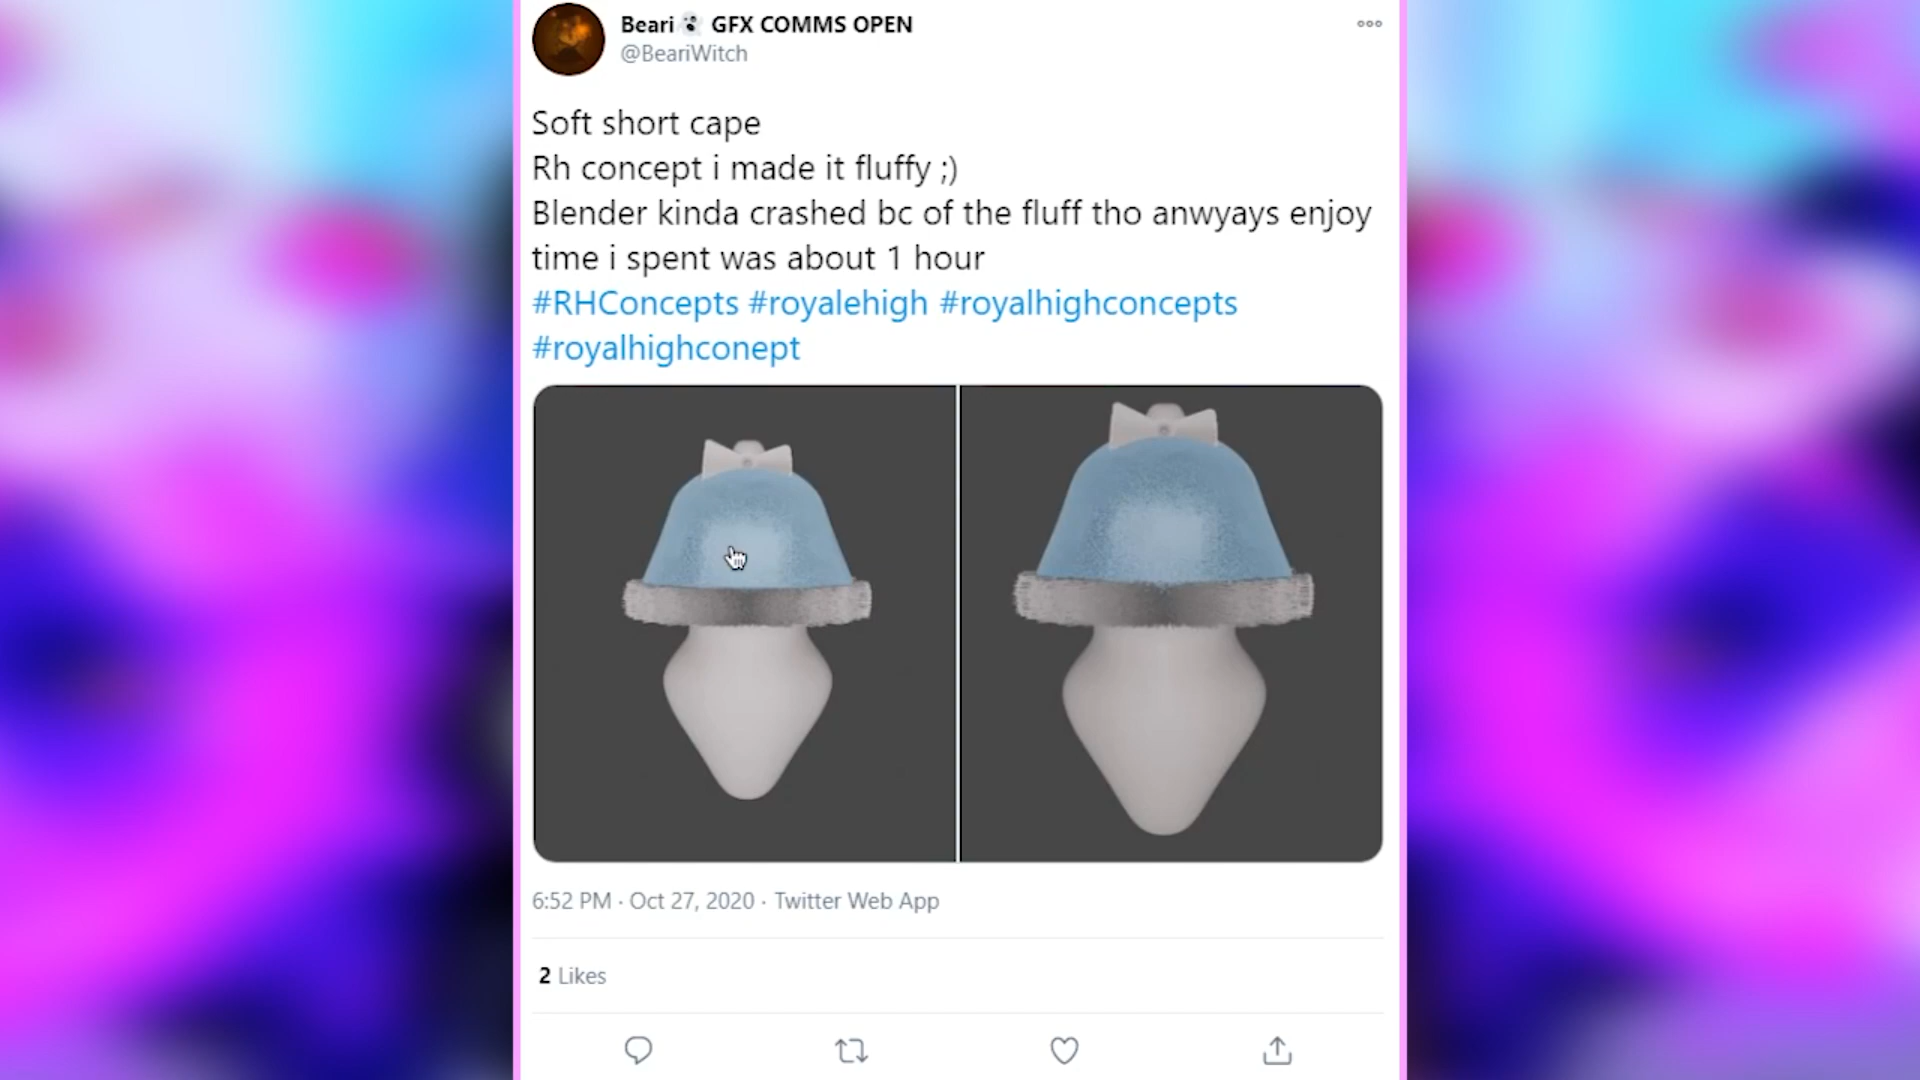 Beari👻 GFX COMMS OPEN
@BeariWitch
Soft short cape
Rh concept i made it fluffy ;)
Blender kinda crashed bc of the fluff tho anwyays enjoy
time i spent was about 1 hour
#RHConcepts #royalehigh #royalhighconcepts
#royalhighconept
6:52 PM · Oct 27, 2020 · Twitter Web App
2 Likes